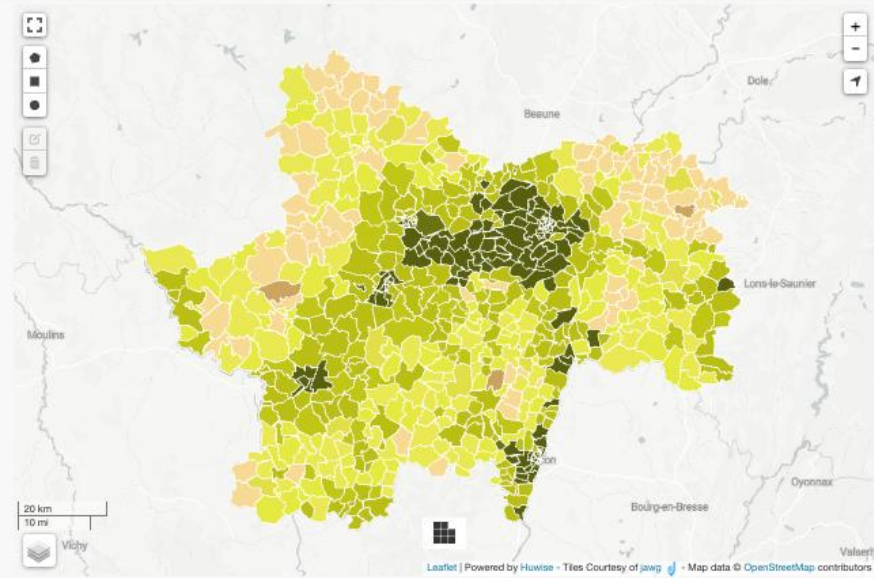 +
Dole
Beaune
−
Lons-le-Saunier
Moulins
on
20 km
10 mi
Oyonnax
Bourg-en-Bresse
Vichy
Valserh
Leaflet | Powered by Huwise - Tiles Courtesy of jawg - Map data © OpenStreetMap contributors